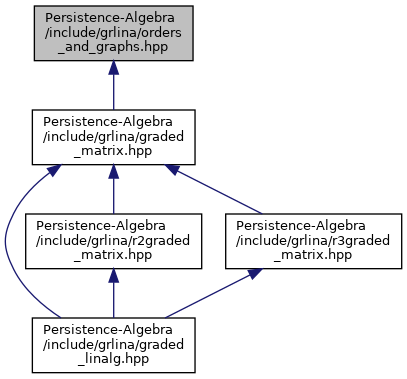 Persistence-Algebra
/include/grlina/orders
_and_graphs.hpp
Persistence-Algebra
/include/grlina/graded
_matrix.hpp
Persistence-Algebra
/include/grlina/r2graded
_matrix.hpp
Persistence-Algebra
/include/grlina/r3graded
_matrix.hpp
Persistence-Algebra
/include/grlina/graded
_linalg.hpp